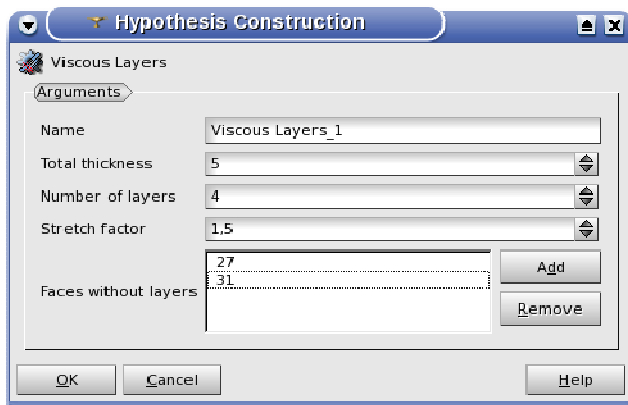 Hypothesis Construction
Viscous Layers
Arguments
Name Viscous Layers_1
Total thickness 5
Number of layers 4
Stretch factor 1,5
Faces without layers
27
31
Add
Remove
OK Cancel Help